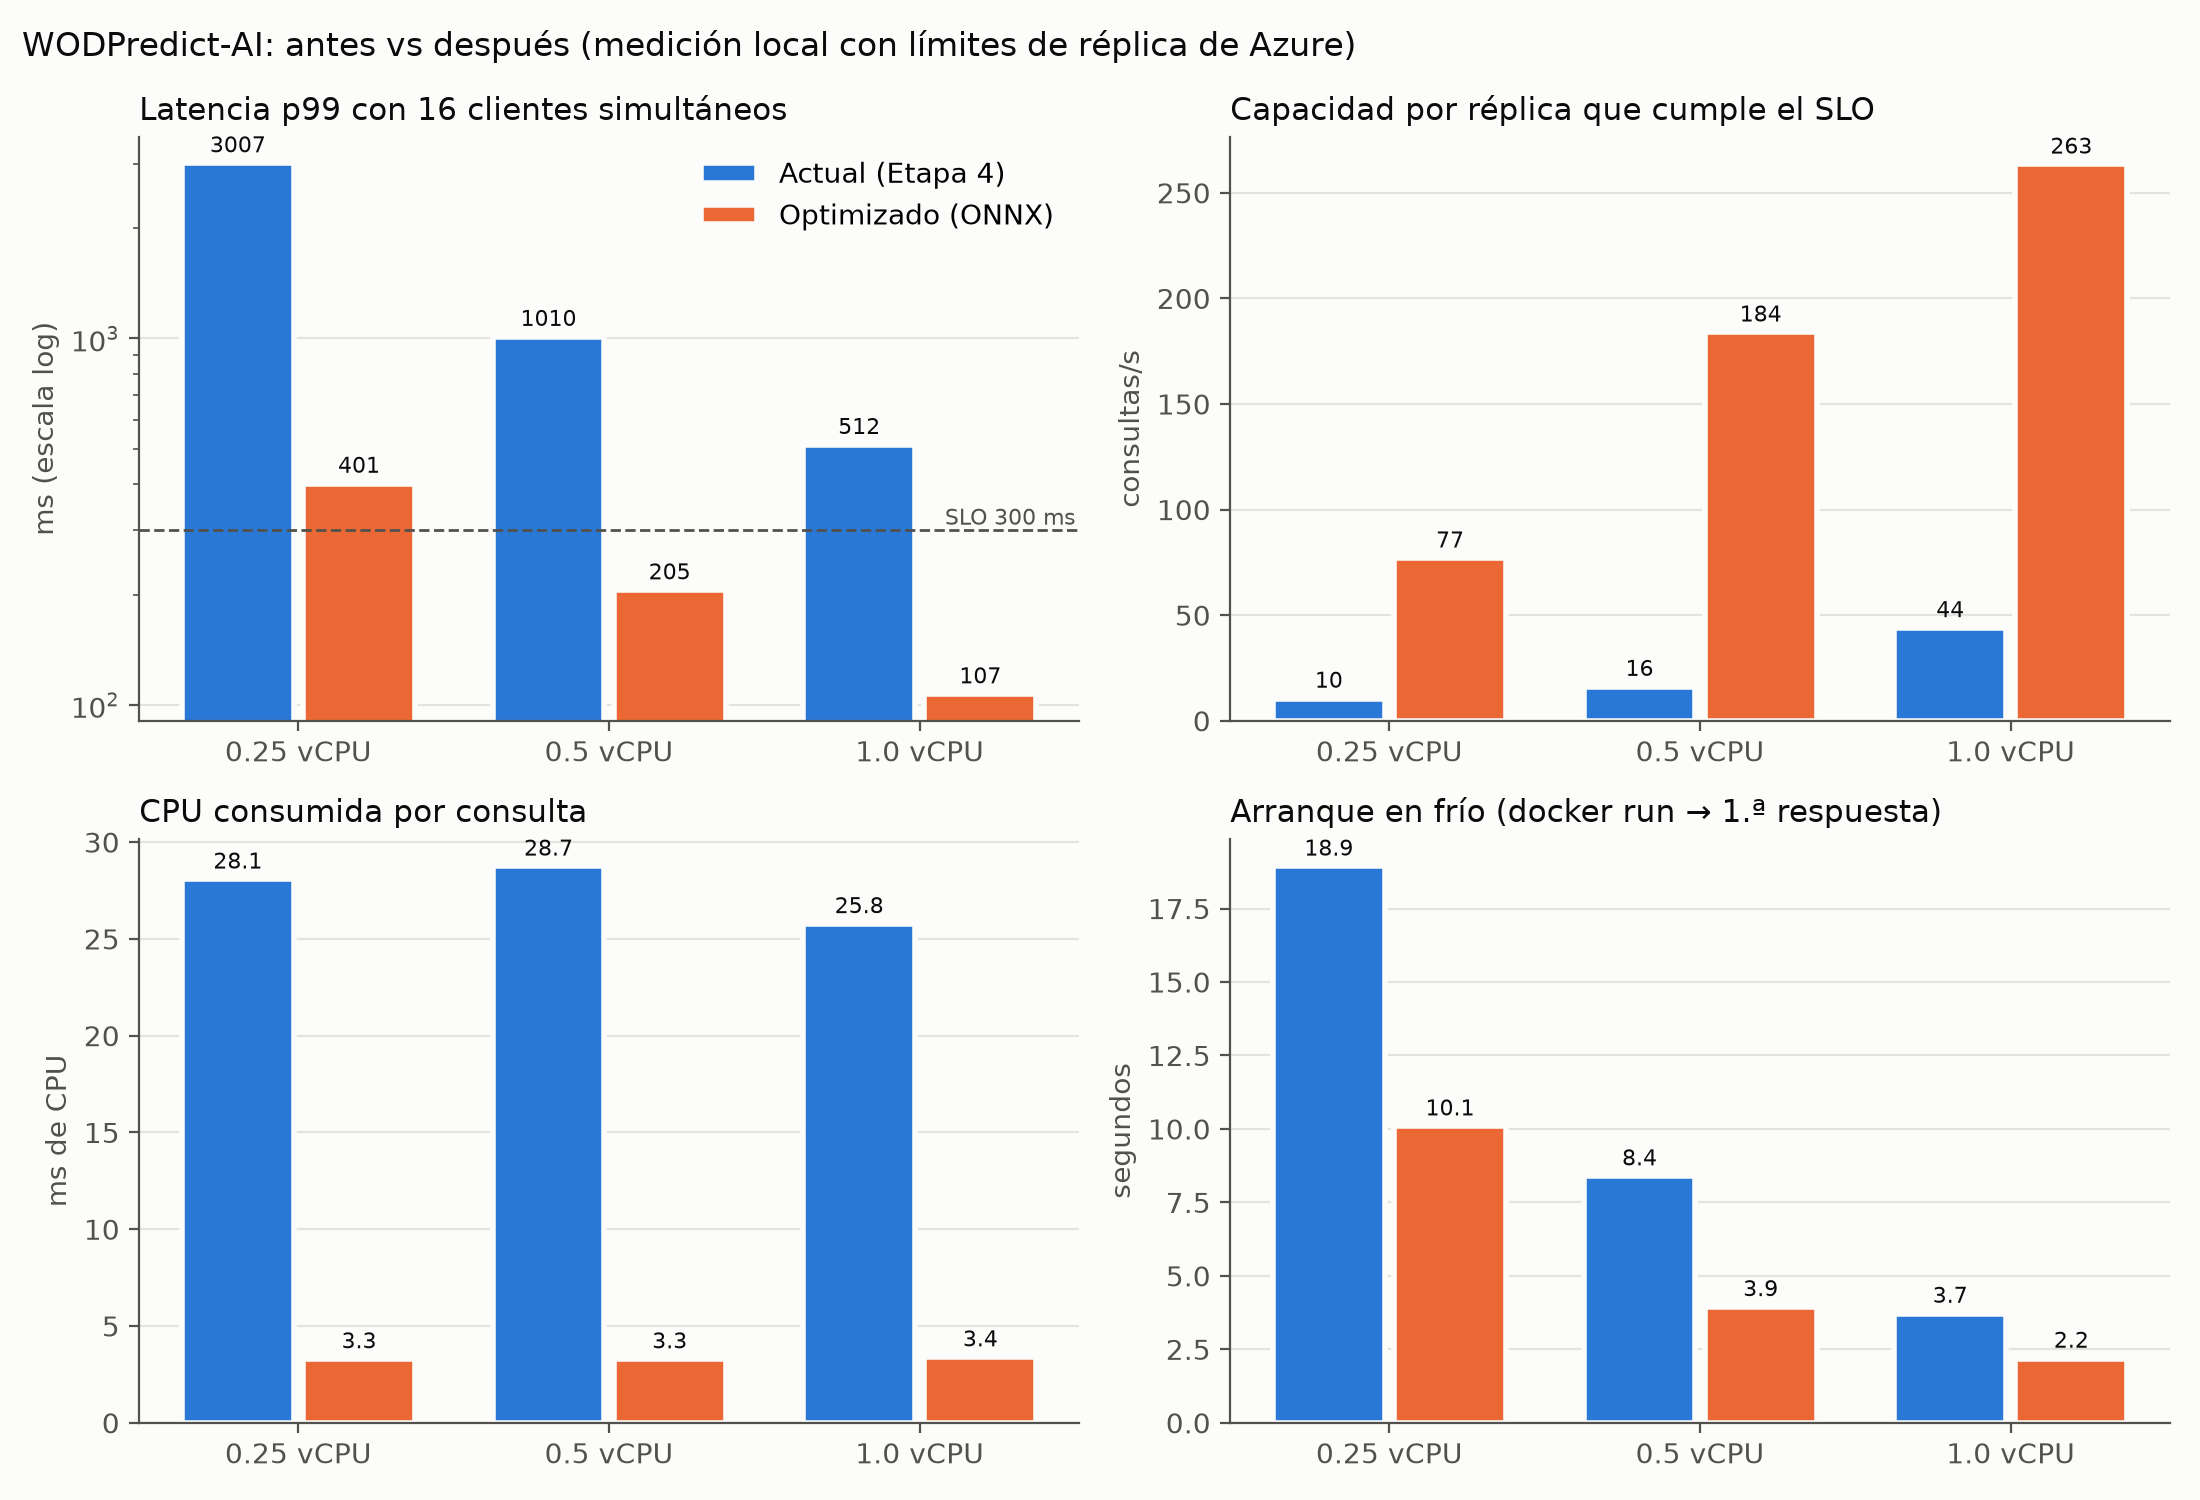 WODPredict-AI: antes vs después (medición local con límites de réplica de Azure)
Latencia p99 con 16 clientes simultáneos
ms (escala log)
10³
10²
3007
401
1010
205
512
107
Actual (Etapa 4)
Optimizado (ONNX)
SLO 300 ms
0.25 vCPU
0.5 vCPU
1.0 vCPU
Capacidad por réplica que cumple el SLO
consultas/s
250
200
150
100
50
0
10
77
16
184
44
263
0.25 vCPU
0.5 vCPU
1.0 vCPU
CPU consumida por consulta
ms de CPU
30
25
20
15
10
5
0
28.1
3.3
28.7
3.3
25.8
3.4
0.25 vCPU
0.5 vCPU
1.0 vCPU
Arranque en frío (docker run → 1.ª respuesta)
segundos
17.5
15.0
12.5
10.0
7.5
5.0
2.5
0.0
18.9
10.1
8.4
3.9
3.7
2.2
0.25 vCPU
0.5 vCPU
1.0 vCPU